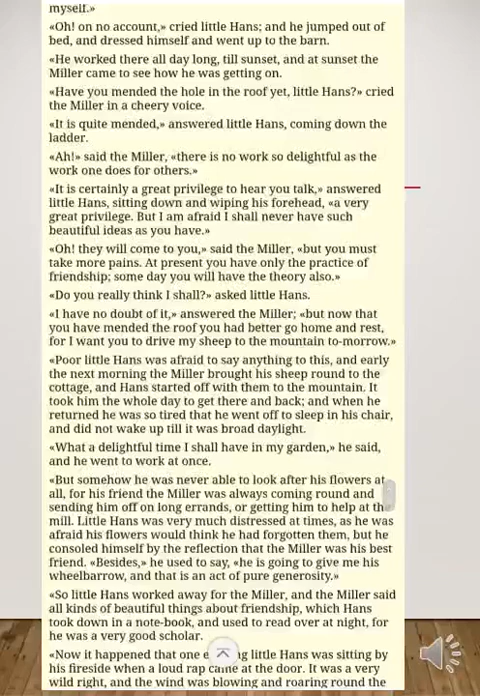 myself.»
«Oh! on no account,» cried little Hans; and he jumped out of
bed, and dressed himself and went up to the barn.
«He worked there all day long, till sunset, and at sunset the
Miller came to see how he was getting on.
«Have you mended the hole in the roof yet, little Hans?» cried
the Miller in a cheery voice.
«It is quite mended,» answered little Hans, coming down the
ladder.
«Ah!» said the Miller, «there is no work so delightful as the
work one does for others.»
«It is certainly a great privilege to hear you talk,» answered
little Hans, sitting down and wiping his forehead, «a very
great privilege. But I am afraid I shall never have such
beautiful ideas as you have.»
«Oh! they will come to you,» said the Miller, «but you must
take more pains. At present you have only the practice of
friendship; some day you will have the theory also.»
«Do you really think I shall?» asked little Hans.
«I have no doubt of it,» answered the Miller; «but now that
you have mended the roof you had better go home and rest,
for I want you to drive my sheep to the mountain to-morrow.»
«Poor little Hans was afraid to say anything to this, and early
the next morning the Miller brought his sheep round to the
cottage, and Hans started off with them to the mountain. It
took him the whole day to get there and back; and when he
returned he was so tired that he went off to sleep in his chair,
and did not wake up till it was broad daylight.
«What a delightful time I shall have in my garden,» he said,
and he went to work at once.
«But somehow he was never able to look after his flowers at
all, for his friend the Miller was always coming round and
sending him off on long errands, or getting him to help at the
mill. Little Hans was very much distressed at times, as he was
afraid his flowers would think he had forgotten them, but he
consoled himself by the reflection that the Miller was his best
friend. «Besides,» he used to say, «he is going to give me his
wheelbarrow, and that is an act of pure generosity.»
«So little Hans worked away for the Miller, and the Miller said
all kinds of beautiful things about friendship, which Hans
took down in a note-book, and used to read over at night, for
he was a very good scholar.
«Now it happened that one little Hans was sitting by
his fireside when a loud rap came at the door. It was a very
wild right, and the wind was blowing and roaring round the